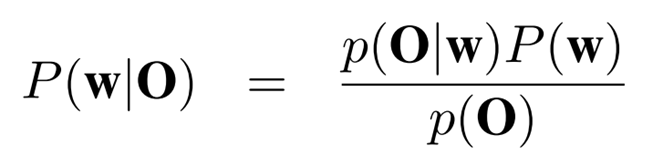 P(w|O) = p(O|w)P(w) / p(O)